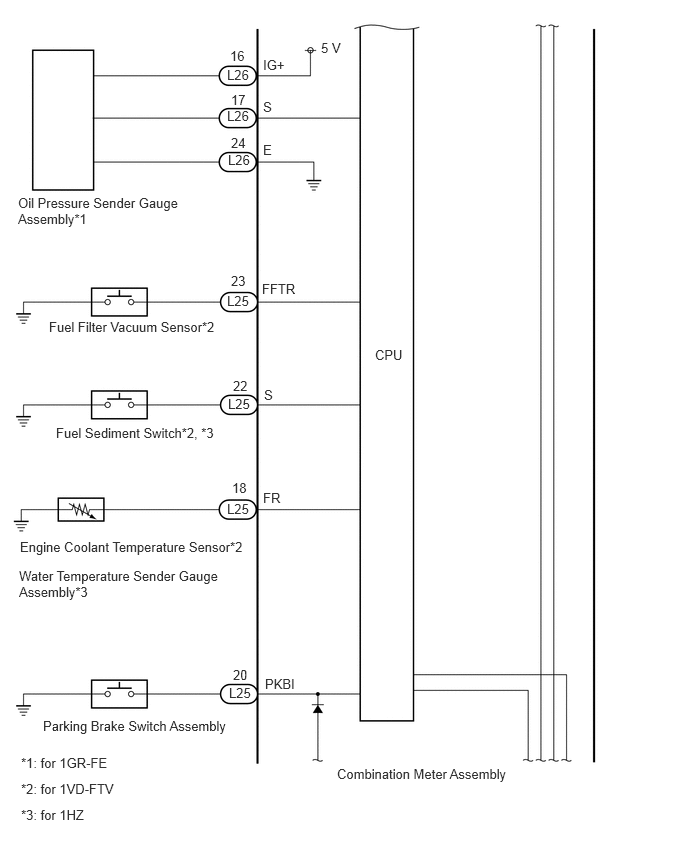 16
IG+
5 V
L26
17
S
L26
24
E
L26
Oil Pressure Sender Gauge
Assembly*1
23
FFTR
L25
Fuel Filter Vacuum Sensor*2
CPU
22
S
L25
Fuel Sediment Switch*2, *3
18
FR
L25
Engine Coolant Temperature Sensor*2
Water Temperature Sender Gauge
Assembly*3
20
PKBI
L25
Parking Brake Switch Assembly
*1: for 1GR-FE
Combination Meter Assembly
*2: for 1VD-FTV
*3: for 1HZ